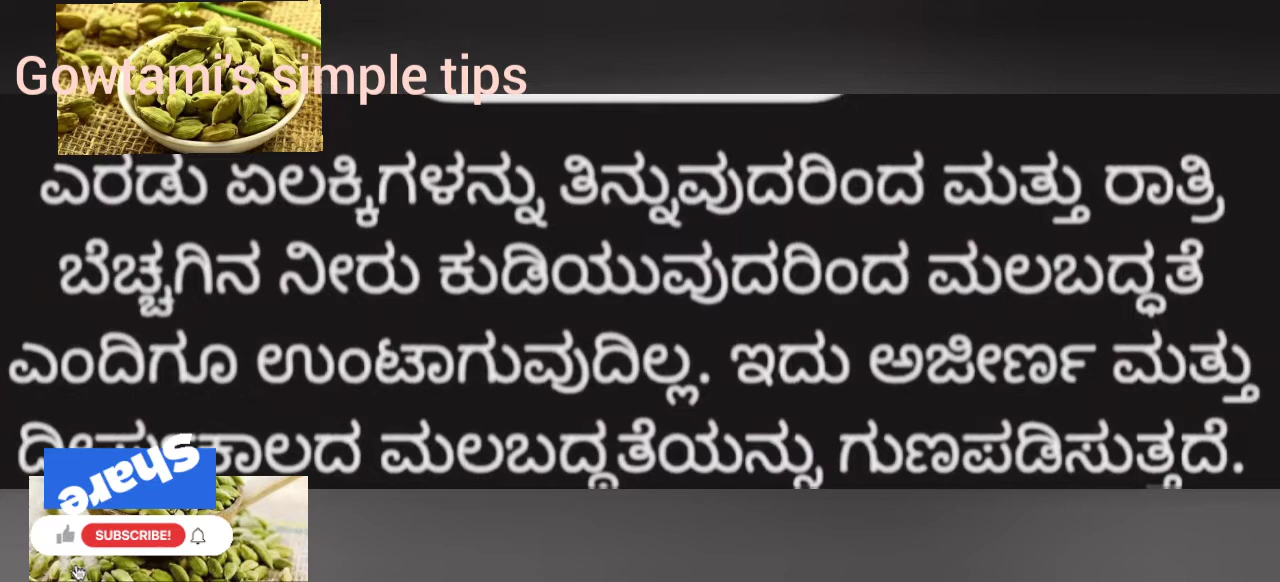 Gowtami's simple tips
ಎರಡು ಏಲಕ್ಕಿಗಳನ್ನು ತಿನ್ನುವುದರಿಂದ ಮತ್ತು ರಾತ್ರಿ
ಬೆಚ್ಚಗಿನ ನೀರು ಕುಡಿಯುವುದರಿಂದ ಮಲಬದ್ಧತೆ
ಎಂದಿಗೂ ಉಂಟಾಗುವುದಿಲ್ಲ. ಇದು ಅಜೀರ್ಣ ಮತ್ತು
ಮಲಬದ್ಧತೆಯನ್ನು ಗುಣಪಡಿಸುತ್ತದೆ.
share
SUBSCRIBE!